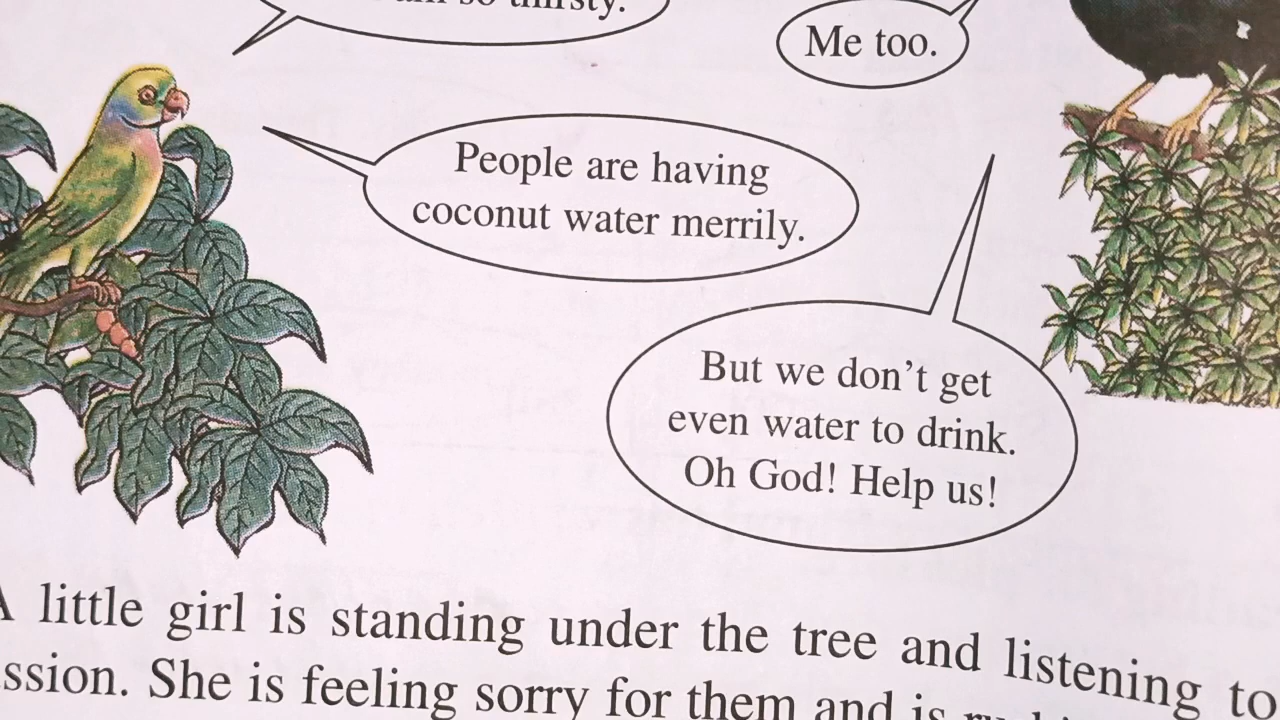 so thirsty.
Me too.
People are having
coconut water merrily.
But we don't get
even water to drink.
Oh God! Help us!
A little girl is standing under the tree and listening to
ssion. She is feeling sorry for them and is